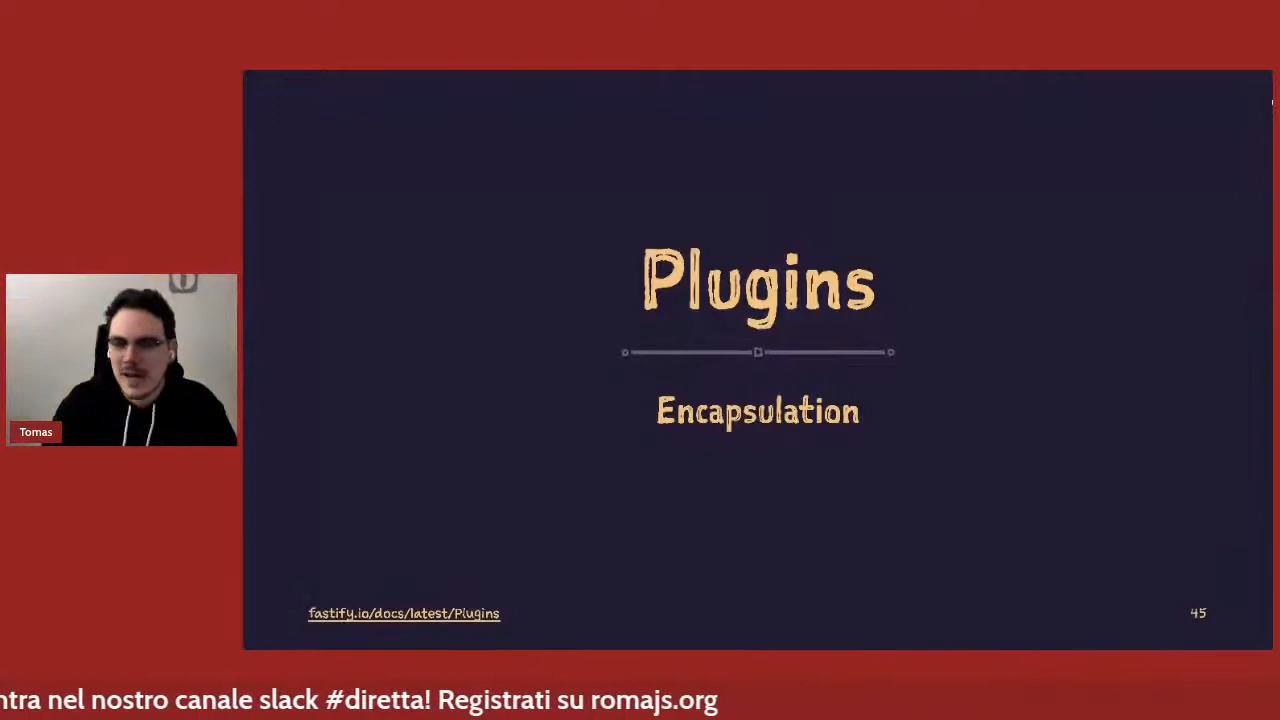 Plugins
Encapsulation
Tomas
fastify.io/docs/latest/Plugins
45
ntra nel nostro canale slack #diretta! Registrati su romajs.org